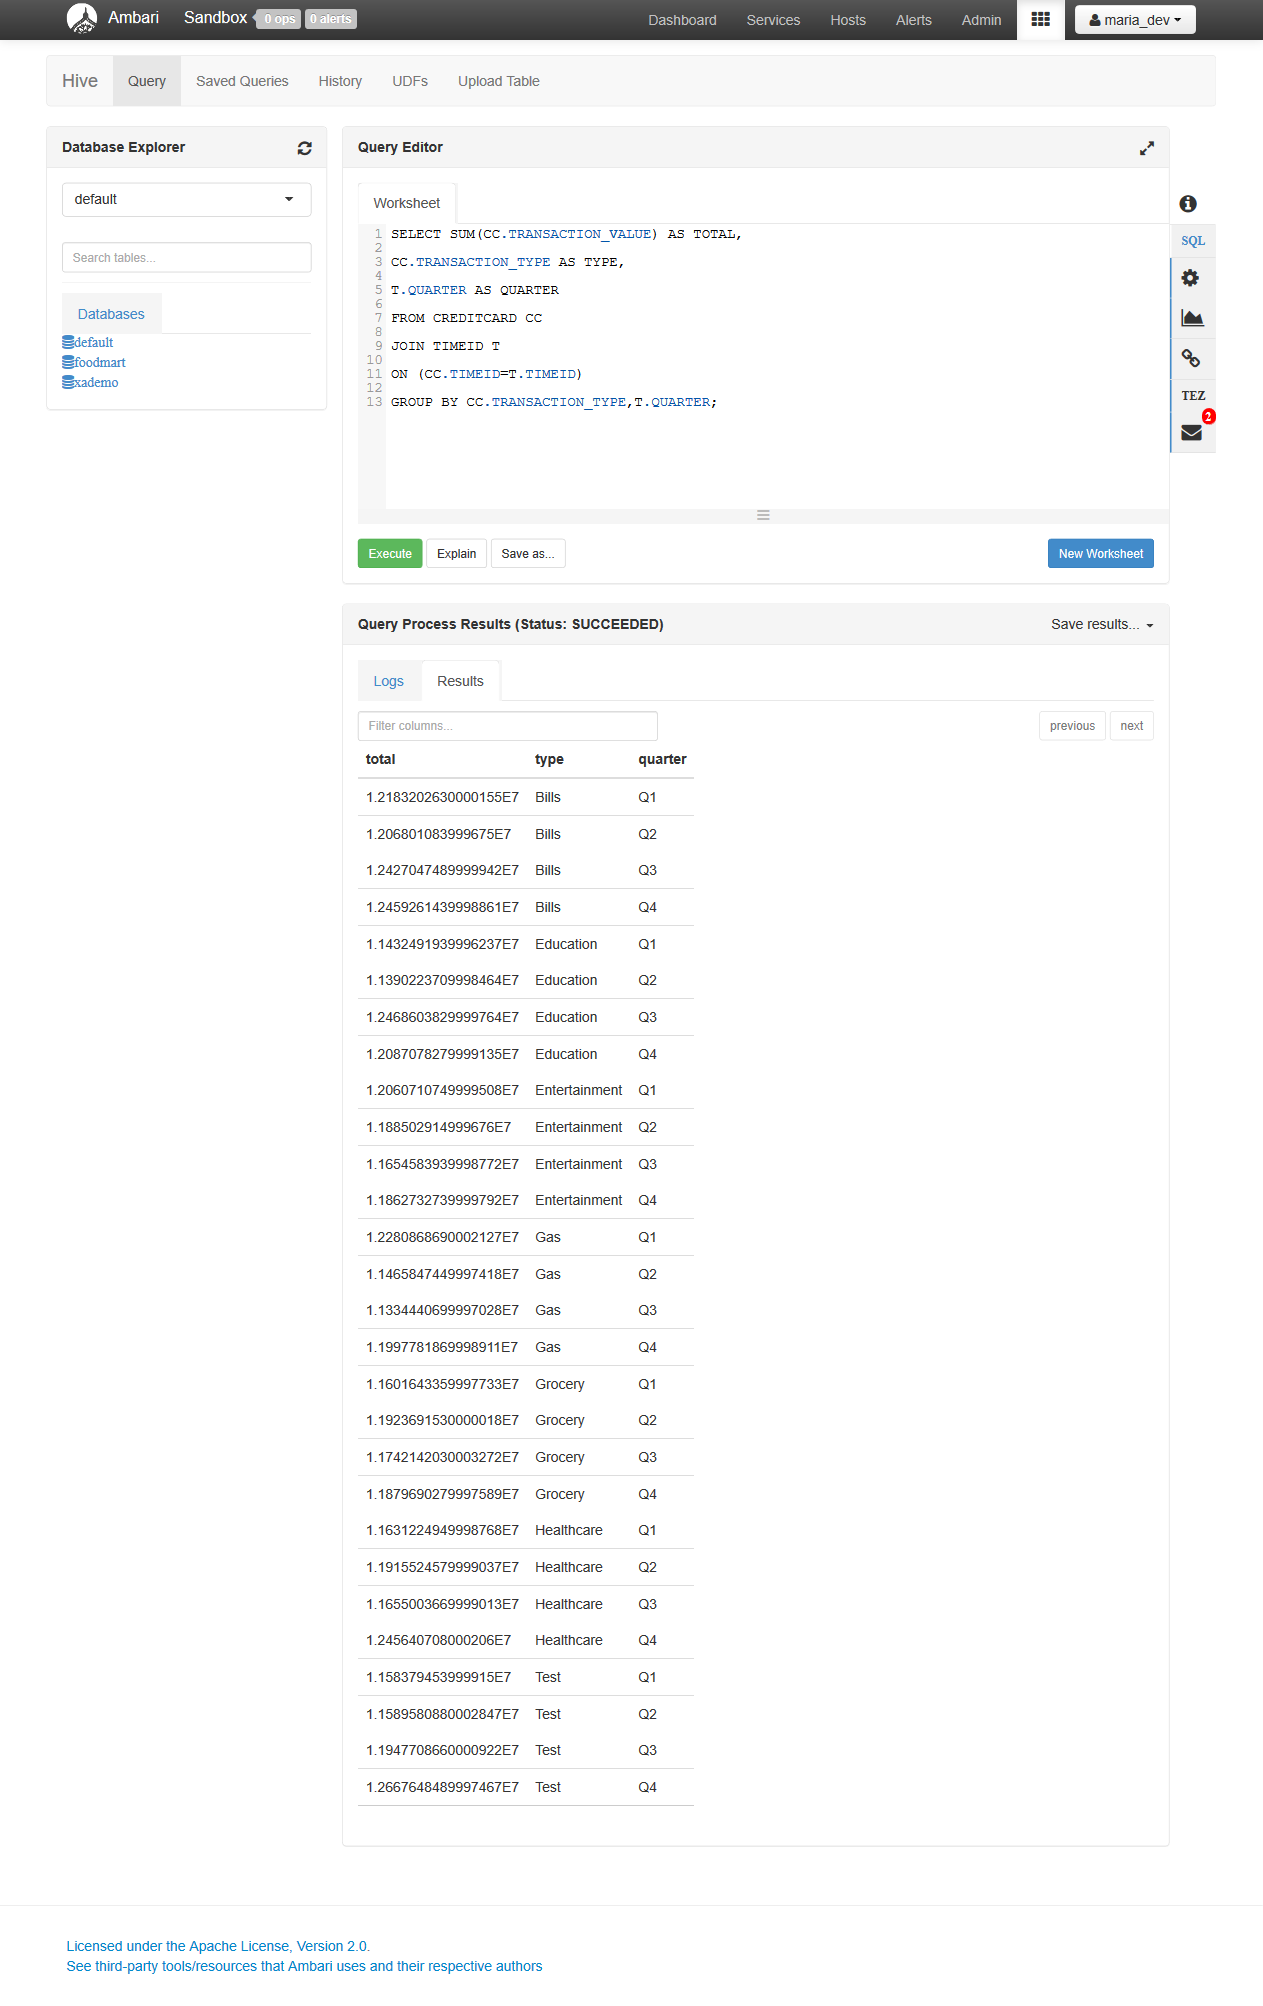 Ambari Sandbox 0 ops 0 alerts Dashboard Services Hosts Alerts Admin maria_dev
Hive Query Saved Queries History UDFs Upload Table
Database Explorer
default
Search tables...
Databases
default
foodmart
xademo
Query Editor
Worksheet
1 SELECT SUM(CC.TRANSACTION_VALUE) AS TOTAL,
2
3 CC.TRANSACTION_TYPE AS TYPE,
4
5 T.QUARTER AS QUARTER
6
7 FROM CREDITCARD CC
8
9 JOIN TIMEID T
10
11 ON (CC.TIMEID=T.TIMEID)
12
13 GROUP BY CC.TRANSACTION_TYPE,T.QUARTER;
SQL
TEZ
2
Execute Explain Save as... New Worksheet
Query Process Results (Status: SUCCEEDED) Save results...
Logs Results
Filter columns... previous next
total type quarter
1.2183202630000155E7 Bills Q1
1.206801083999675E7 Bills Q2
1.2427047489999942E7 Bills Q3
1.2459261439998861E7 Bills Q4
1.1432491939996237E7 Education Q1
1.1390223709998464E7 Education Q2
1.2468603829999764E7 Education Q3
1.2087078279999135E7 Education Q4
1.2060710749999508E7 Entertainment Q1
1.188502914999676E7 Entertainment Q2
1.1654583939998772E7 Entertainment Q3
1.1862732739999792E7 Entertainment Q4
1.2280868690002127E7 Gas Q1
1.1465847449997418E7 Gas Q2
1.1334440699997028E7 Gas Q3
1.1997781869998911E7 Gas Q4
1.1601643359997733E7 Grocery Q1
1.1923691530000018E7 Grocery Q2
1.1742142030003272E7 Grocery Q3
1.1879690279997589E7 Grocery Q4
1.1631224949998768E7 Healthcare Q1
1.1915524579999037E7 Healthcare Q2
1.1655003669999013E7 Healthcare Q3
1.245640708000206E7 Healthcare Q4
1.158379453999915E7 Test Q1
1.1589580880002847E7 Test Q2
1.1947708660000922E7 Test Q3
1.2667648489997467E7 Test Q4
Licensed under the Apache License, Version 2.0.
See third-party tools/resources that Ambari uses and their respective authors